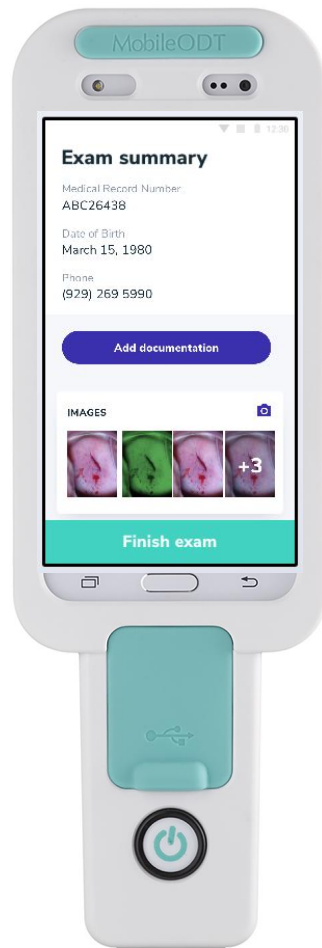 MobileODT
12:30
Exam summary
Medical Record Number
ABC26438
Date of Birth
March 15, 1980
Phone
(929) 269 5990
Add documentation
IMAGES
+3
Finish exam